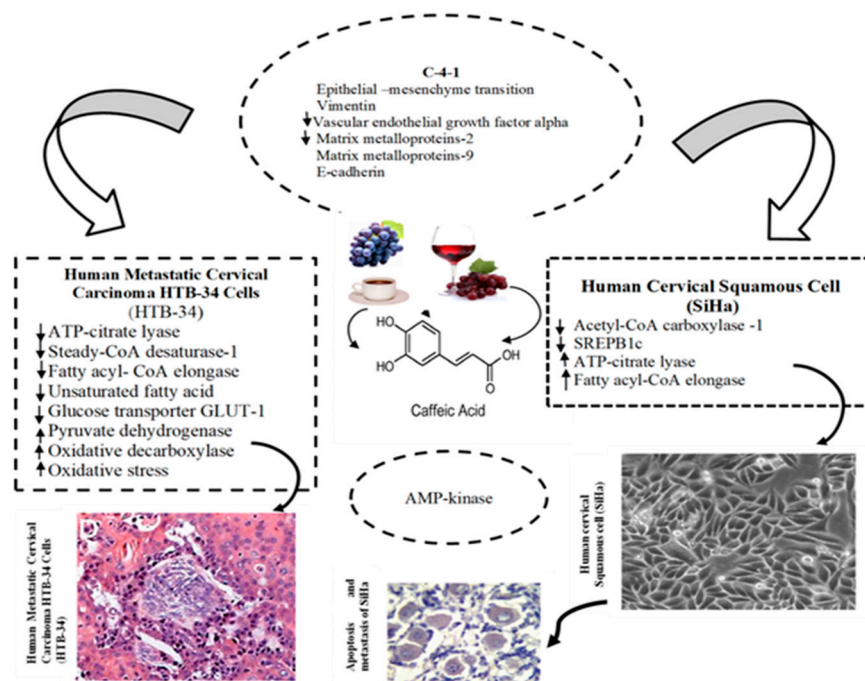 C-4-1
Epithelial –mesenchyme transition
Vimentin
↓Vascular endothelial growth factor alpha
↓Matrix metalloproteins-2
Matrix metalloproteins-9
E-cadherin
Human Metastatic Cervical
Carcinoma HTB-34 Cells
(HTB-34)
↓ATP-citrate lyase
↓Steady-CoA desaturase-1
↓Fatty acyl- CoA elongase
↓Unsaturated fatty acid
↓Glucose transporter GLUT-1
↑Pyruvate dehydrogenase
↑Oxidative decarboxylase
↑Oxidative stress
HO
HO
OH
O
Caffeic Acid
Human Cervical Squamous Cell
(SiHa)
↓Acetyl-CoA carboxylase -1
↓SREPB1c
↑ATP-citrate lyase
↑Fatty acyl-CoA elongase
AMP-kinase
Human Metastatic Cervical
Carcinoma HTB-34 Cells
(HTB-34)
Apoptosis and
metastasis of SiHa
Human cervical
Squamous cell (SiHa)